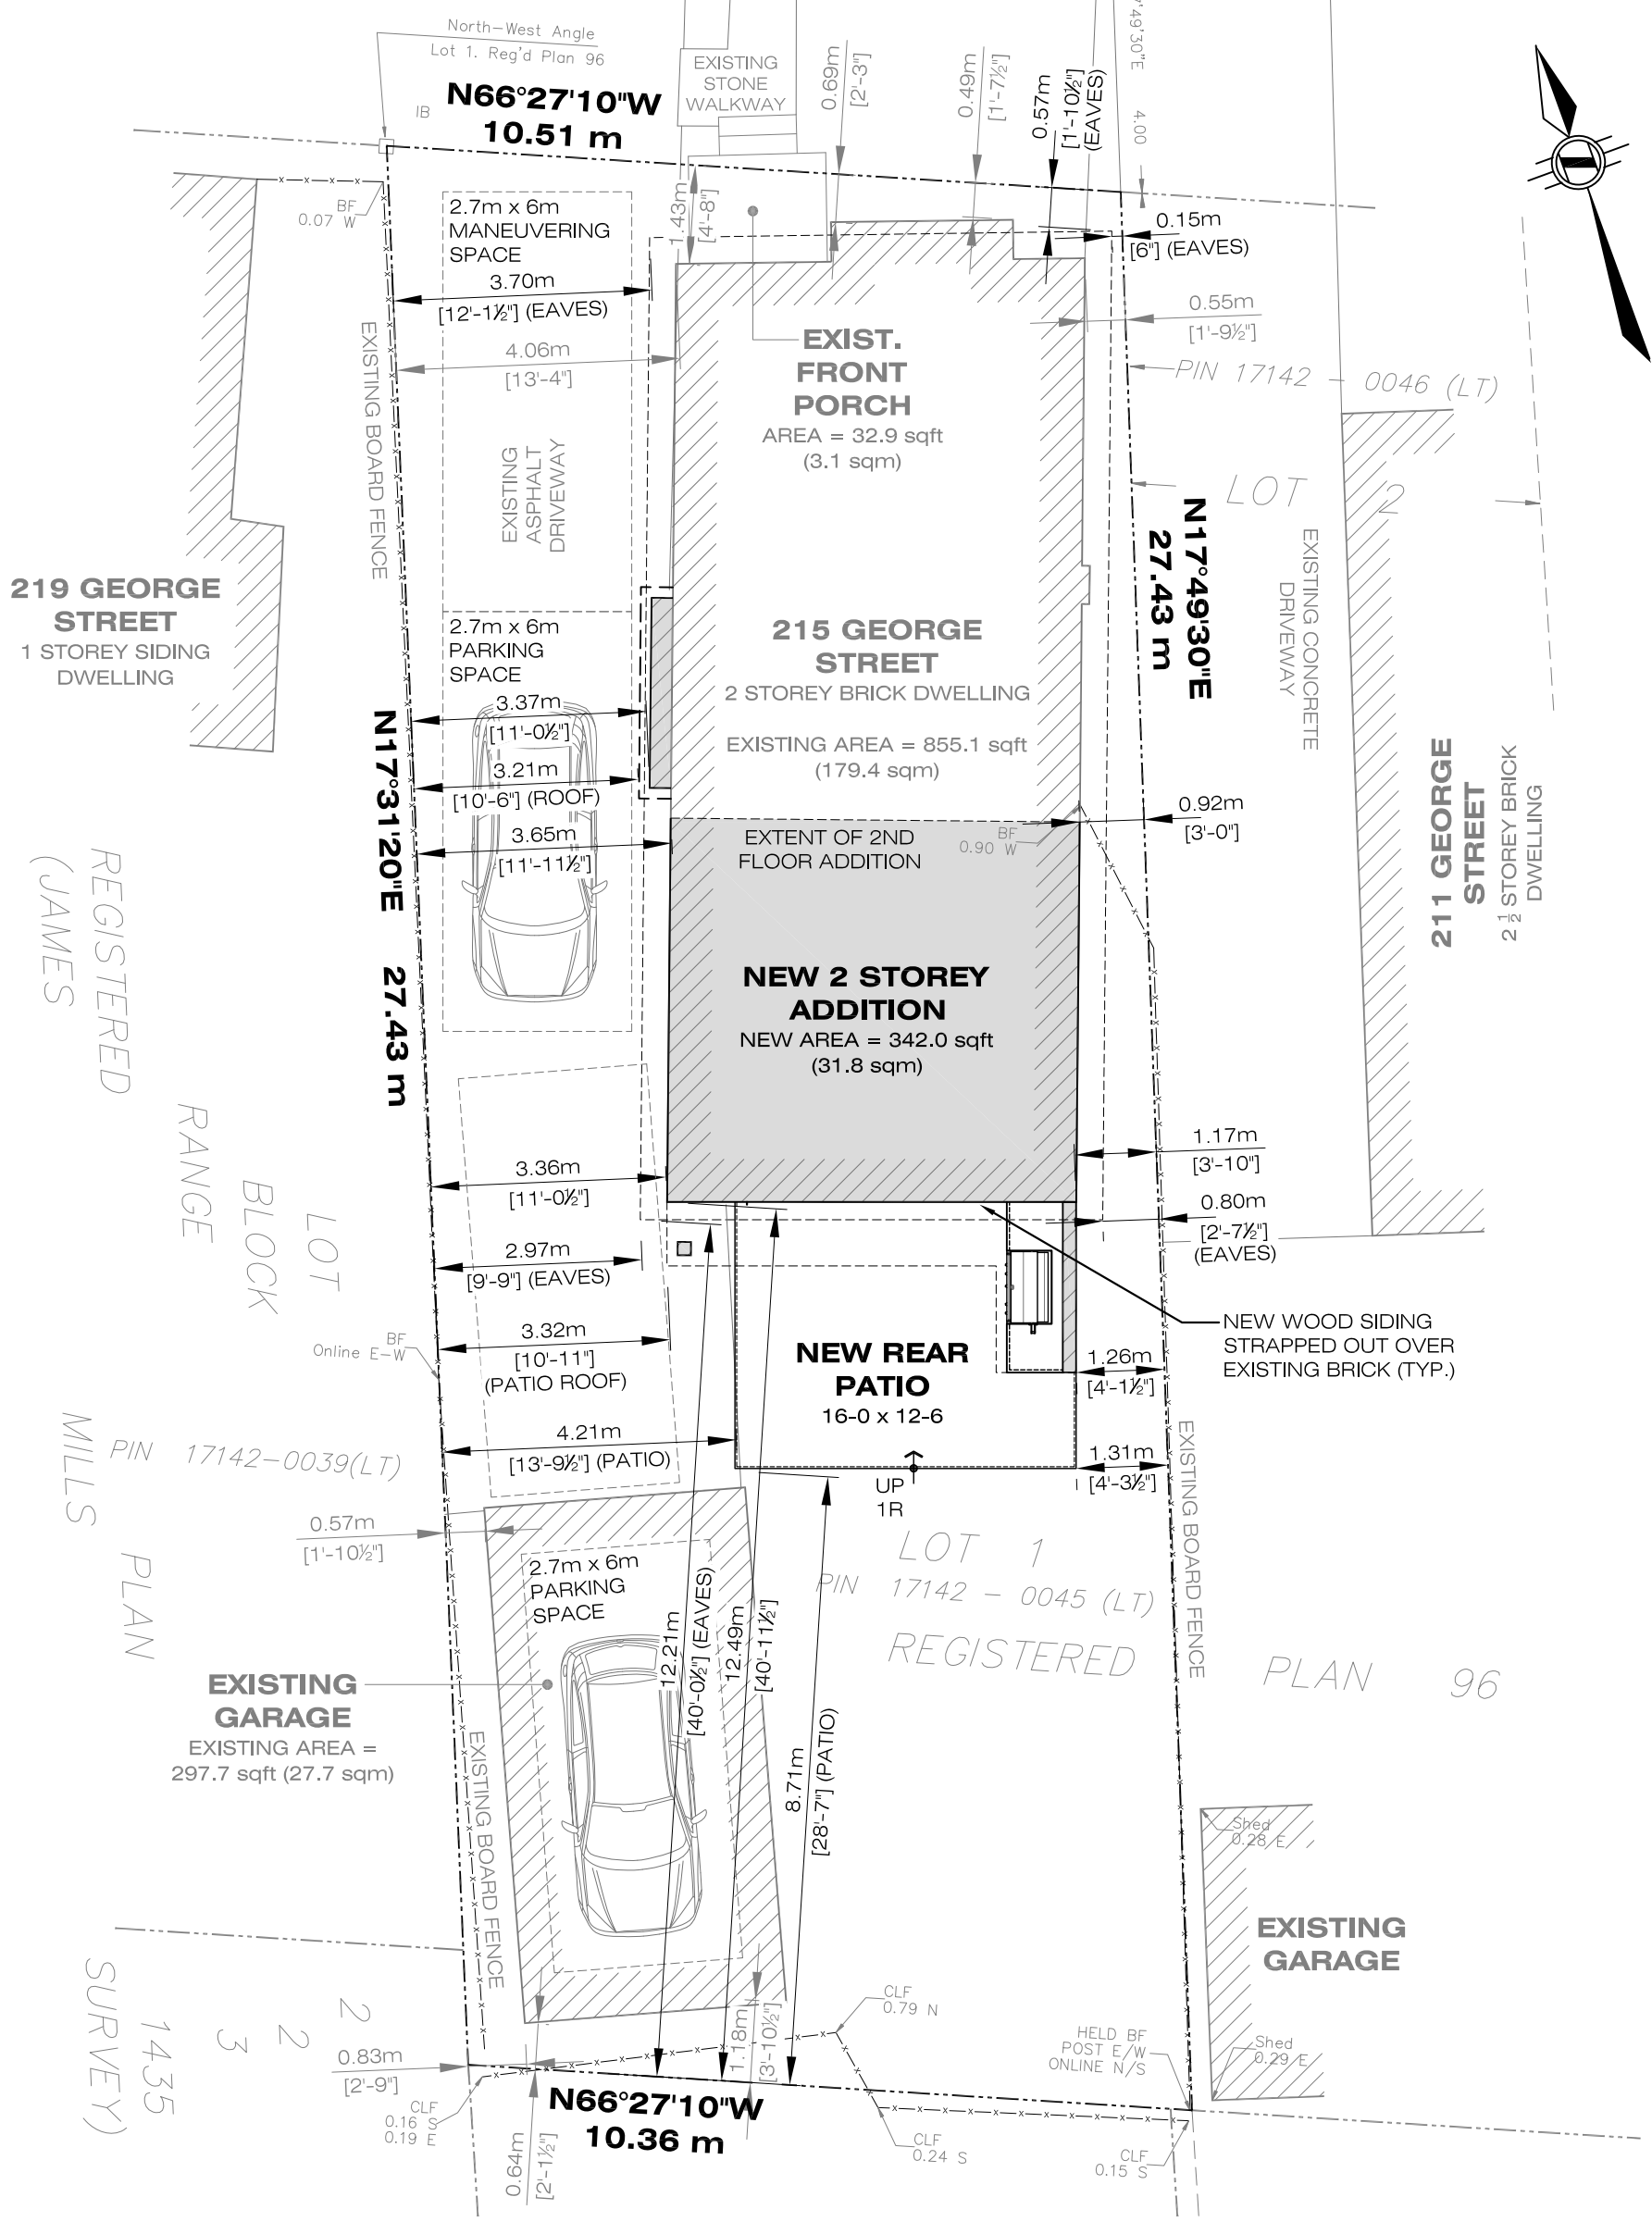 North-West Angle
Lot 1. Reg'd Plan 96
IB
N66°27'10"W
10.51 m
EXISTING
STONE
WALKWAY
0.69m
[2'-3"]
0.49m
[1'-7½"]
0.57m
[1'-10½"]
(EAVES)
4.00
BF
0.07 W
2.7m x 6m
MANEUVERING
SPACE
1.43m
[4'-8"]
0.15m
[6"] (EAVES)
3.70m
[12'-1½"] (EAVES)
0.55m
[1'-9½"]
4.06m
[13'-4"]
EXIST.
FRONT
PORCH
AREA = 32.9 sqft
(3.1 sqm)
PIN 17142 - 0046 (LT)
EXISTING BOARD FENCE
EXISTING
ASPHALT
DRIVEWAY
LOT 2
N17°49'30"E
27.43 m
EXISTING CONCRETE
DRIVEWAY
219 GEORGE
STREET
1 STOREY SIDING
DWELLING
2.7m x 6m
PARKING
SPACE
215 GEORGE
STREET
2 STOREY BRICK DWELLING
EXISTING AREA = 855.1 sqft
(179.4 sqm)
3.37m
[11'-0½"]
3.21m
[10'-6"] (ROOF)
3.65m
[11'-11½"]
N17°31'20"E 27.43 m
211 GEORGE
STREET
2 ½ STOREY BRICK
DWELLING
0.92m
[3'-0"]
EXTENT OF 2ND
FLOOR ADDITION
BF
0.90 W
REGISTERED
(JAMES
NEW 2 STOREY
ADDITION
NEW AREA = 342.0 sqft
(31.8 sqm)
RANGE
BLOCK
LOT
3.36m
[11'-0½"]
1.17m
[3'-10"]
0.80m
[2'-7½"]
(EAVES)
2.97m
[9'-9"] (EAVES)
BF
Online E-W
3.32m
[10'-11"]
(PATIO ROOF)
NEW REAR
PATIO
16-0 x 12-6
1.26m
[4'-1½"]
NEW WOOD SIDING
STRAPPED OUT OVER
EXISTING BRICK (TYP.)
4.21m
[13'-9½"] (PATIO)
1.31m
[4'-3½"]
UP
1R
MILLS
PLAN
PIN 17142-0039(LT)
0.57m
[1'-10½"]
2.7m x 6m
PARKING
SPACE
LOT 1
PIN 17142 - 0045 (LT)
REGISTERED PLAN 96
EXISTING BOARD FENCE
12.21m
[40'-0½"] (EAVES)
12.49m
[40'-11½"]
8.71m
[28'-7"] (PATIO)
EXISTING
GARAGE
EXISTING AREA =
297.7 sqft (27.7 sqm)
EXISTING BOARD FENCE
Shed
0.28 E
EXISTING
GARAGE
SURVEY)
1435
3
2
2
CLF
0.79 N
HELD BF
POST E/W
ONLINE N/S
Shed
0.29 E
1.18m
[3'-10½"]
0.83m
[2'-9"]
CLF
0.16 S
0.19 E
N66°27'10"W
10.36 m
0.64m
[2'-1½"]
CLF
0.24 S
CLF
0.15 S